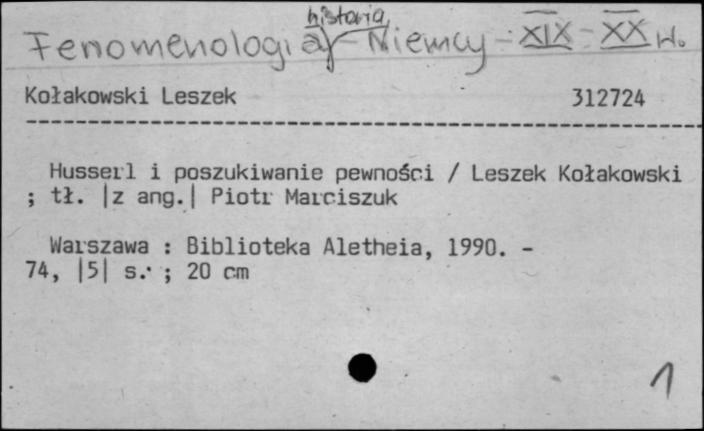 historia
Fenomenologia - Niemcy - XIX - XX w.
Kołakowski Leszek 312724
Husserl i poszukiwanie pewności / Leszek Kołakowski
; tł. |z ang.| Piotr Marciszuk
Warszawa : Biblioteka Aletheia, 1990. -
74, |5| s. ; 20 cm
1